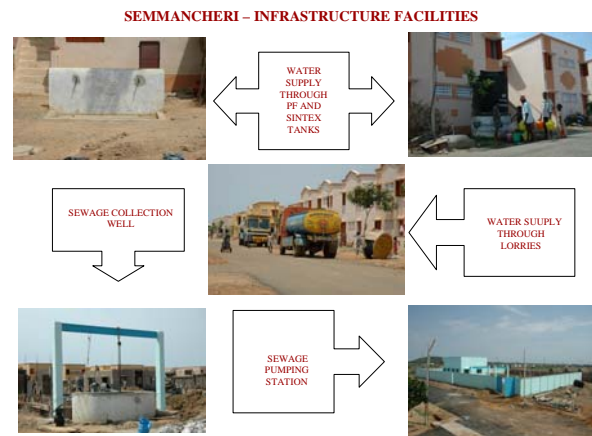 SEMMANCHERI – INFRASTRUCTURE FACILITIES
WATER
SUPPLY
THROUGH
PF AND
SINTEX
TANKS
SEWAGE COLLECTION
WELL
WATER SUUPLY
THROUGH
LORRIES
SEWAGE
PUMPING
STATION